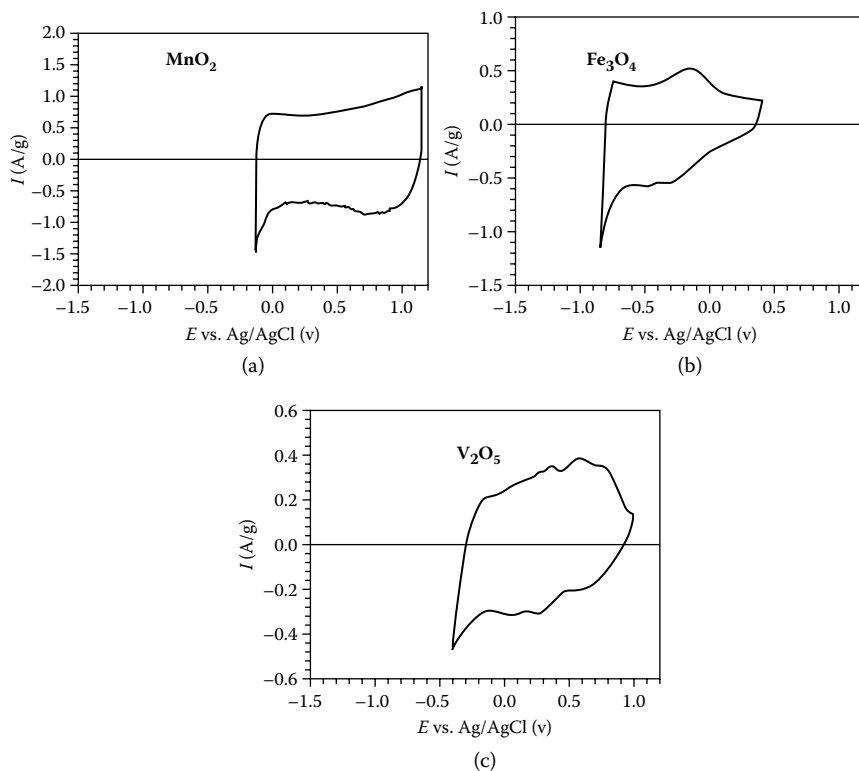 MnO2
2.0
1.5
1.0
0.5
0.0
−0.5
−1.0
−1.5
−2.0
I (A/g)
−1.5 −1.0 −0.5 0.0 0.5 1.0
E vs. Ag/AgCl (v)
(a)
Fe3O4
1.0
0.5
0.0
−0.5
−1.0
−1.5
I (A/g)
−1.5 −1.0 −0.5 0.0 0.5 1.0
E vs. Ag/AgCl (v)
(b)
V2O5
0.6
0.4
0.2
0.0
−0.2
−0.4
−0.6
I (A/g)
−1.5 −1.0 −0.5 0.0 0.5 1.0
E vs. Ag/AgCl (v)
(c)